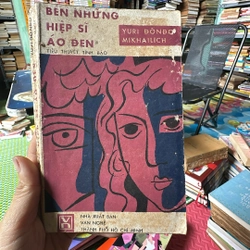 BÊN NHỮNG
HIỆP SĨ
ÁO ĐEN
TIỂU THUYẾT TÌNH BÁO
YURI ĐÔNĐ
MIKHAILICH
NHÀ XUẤT BẢN
VĂN NGHỆ
THÀNH PHỐ HỒ CHÍ MINH